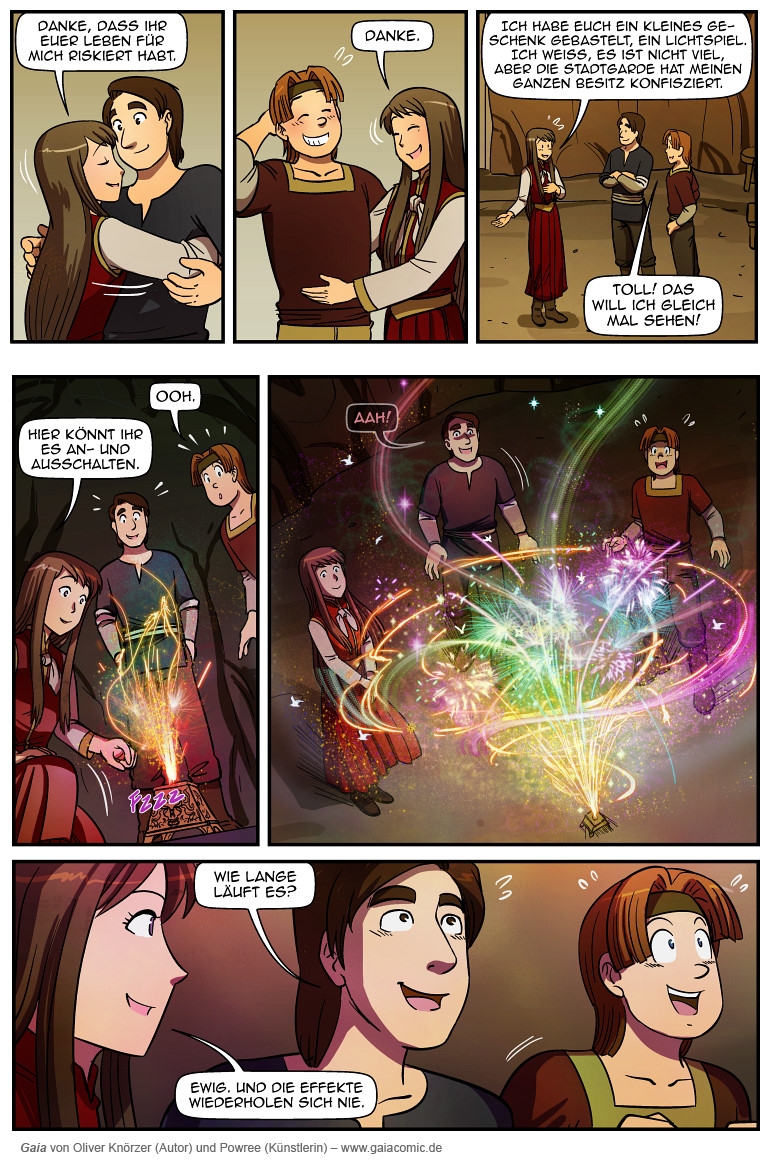 DANKE, DASS IHR
EUER LEBEN FÜR
MICH RISKIERT HABT.
DANKE.
ICH HABE EUCH EIN KLEINES GE-
SCHENK GEBASTELT, EIN LICHTSPIEL.
ICH WEISS, ES IST NICHT VIEL,
ABER DIE STADTGARDE HAT MEINEN
GANZEN BESITZ KONFISZIERT.
TOLL! DAS
WILL ICH GLEICH
MAL SEHEN!
OOH.
HIER KÖNNT IHR
ES AN- UND
AUSSCHALTEN.
FZZZ
AAH!
WIE LANGE
LÄUFT ES?
EWIG. UND DIE EFFEKTE
WIEDERHOLEN SICH NIE.
Gaia von Oliver Knörzer (Autor) und Powree (Künstlerin) – www.gaiacomic.de